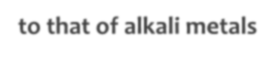 to that of alkali metals